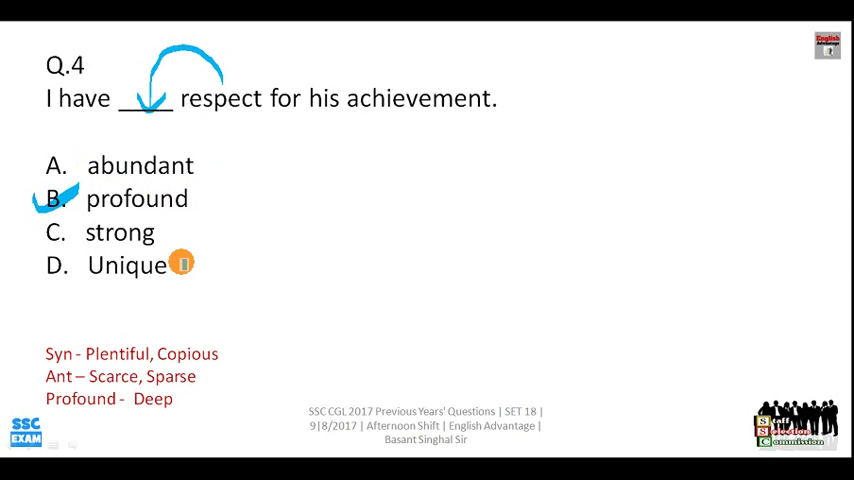 Q.4
I have ____ respect for his achievement.
A. abundant
B. profound
C. strong
D. Unique
Syn - Plentiful, Copious
Ant – Scarce, Sparse
Profound - Deep
SSC CGL 2017 Previous Years' Questions | SET 18 |
9|8/2017 | Afternoon Shift | English Advantage |
Basant Singhal Sir
SSC
EXAM
English
Advantage
Staff
Selection
Commission